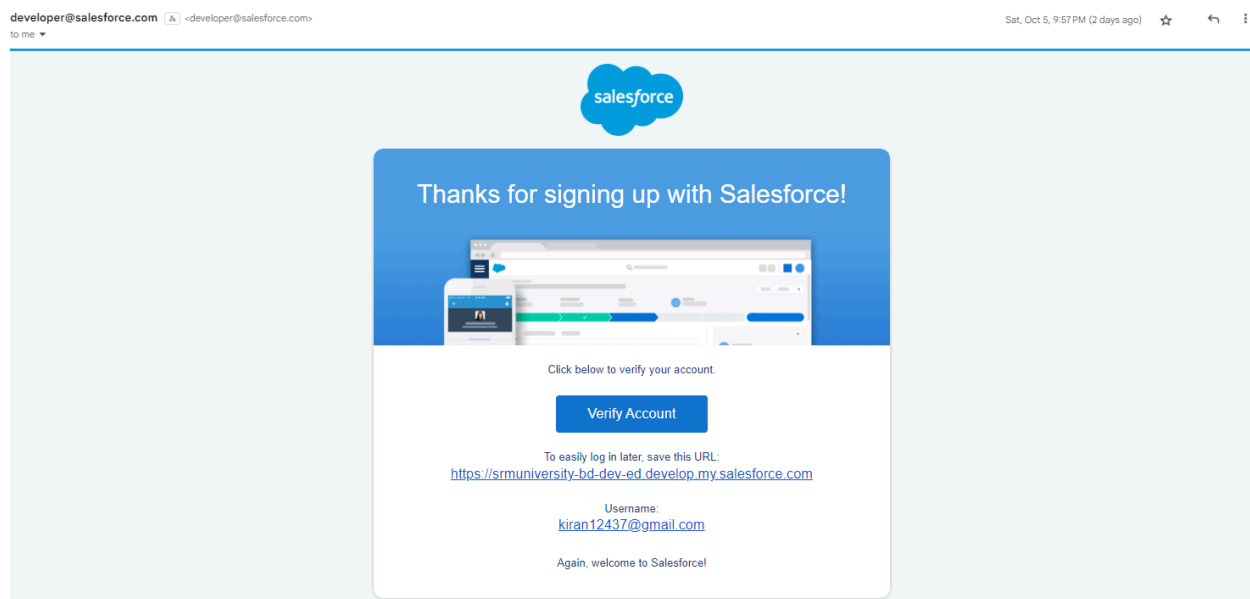 developer@salesforce.com <developer@salesforce.com>
Sat, Oct 5, 9:57 PM (2 days ago)
to me
salesforce
Thanks for signing up with Salesforce!
Click below to verify your account.
Verify Account
To easily log in later, save this URL:
https://srmuniversity-bd-dev-ed.develop.my.salesforce.com
Username:
kiran12437@gmail.com
Again, welcome to Salesforce!